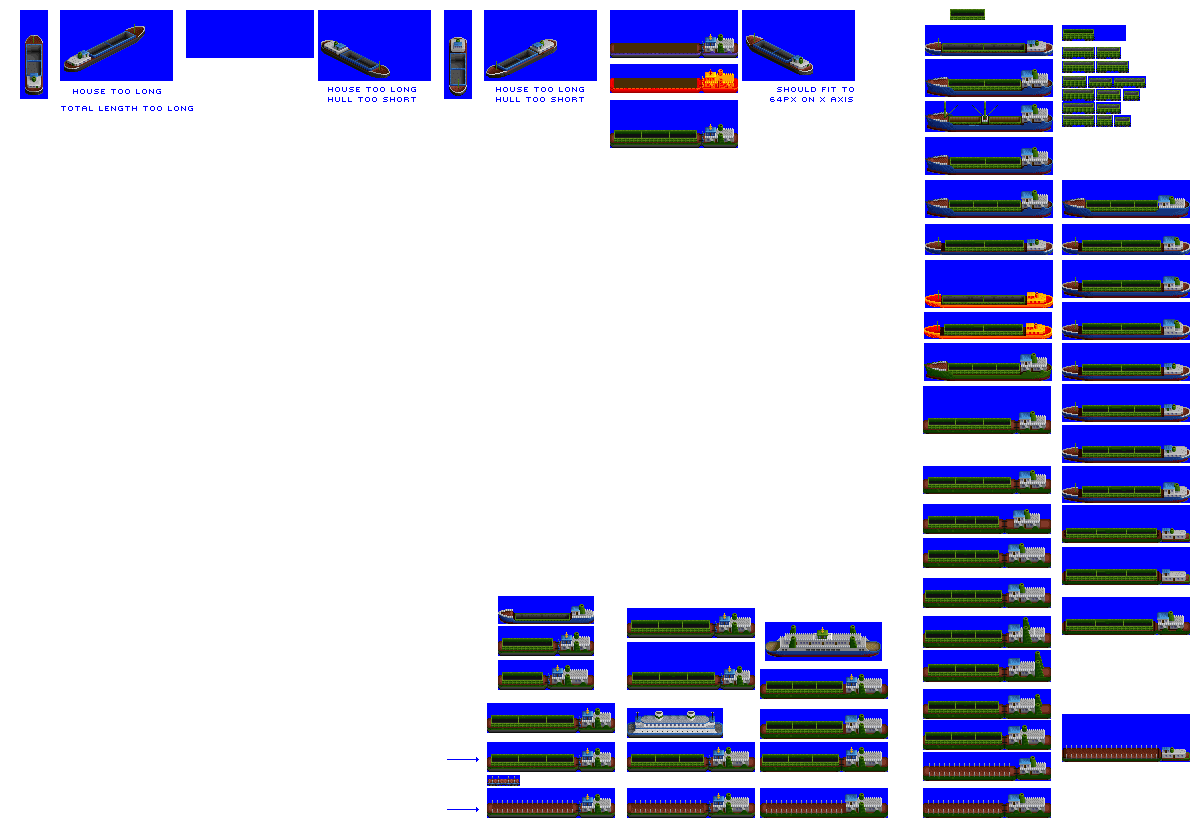 HOUSE TOO LONG
TOTAL LENGTH TOO LONG
HOUSE TOO LONG
HULL TOO SHORT
HOUSE TOO LONG
HULL TOO SHORT
SHOULD FIT TO
64PX ON X AXIS